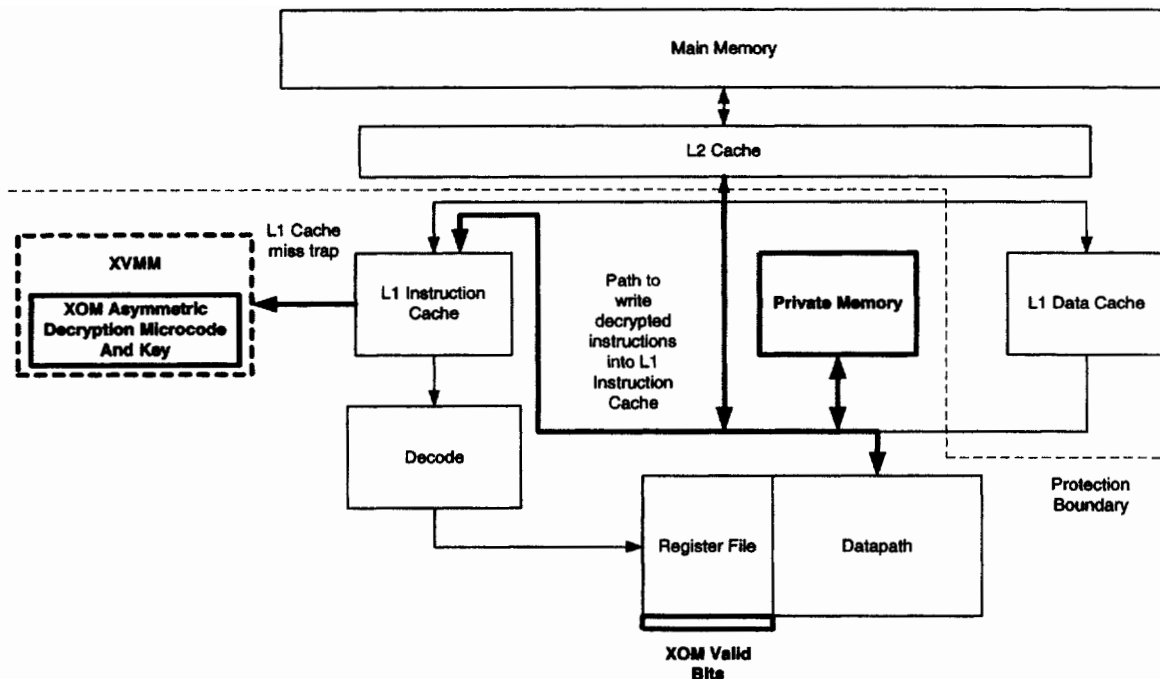 Main Memory
L2 Cache
L1 Cache
miss trap
XVMM
XOM Asymmetric
Decryption Microcode
And Key
L1 Instruction
Cache
Path to
write
decrypted
instructions
into L1
Instruction
Cache
Private Memory
L1 Data Cache
Decode
Protection
Boundary
Register File
Datapath
XOM Valid
Bits